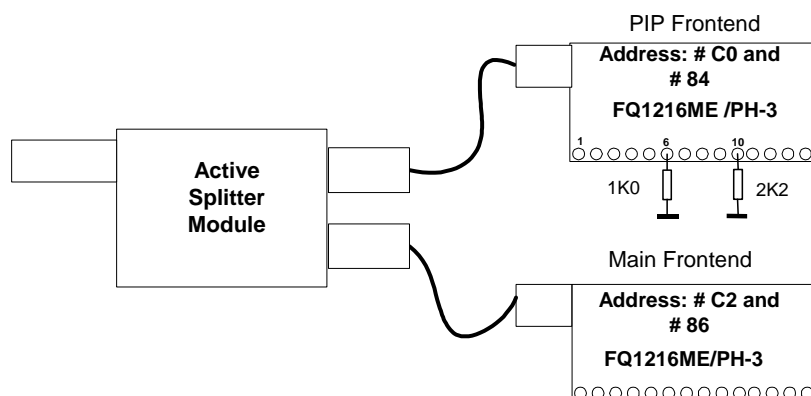 PIP Frontend
Address: # C0 and
# 84
FQ1216ME /PH-3
1 6 10
1K0 2K2
Active
Splitter
Module
Main Frontend
Address: # C2 and
# 86
FQ1216ME/PH-3